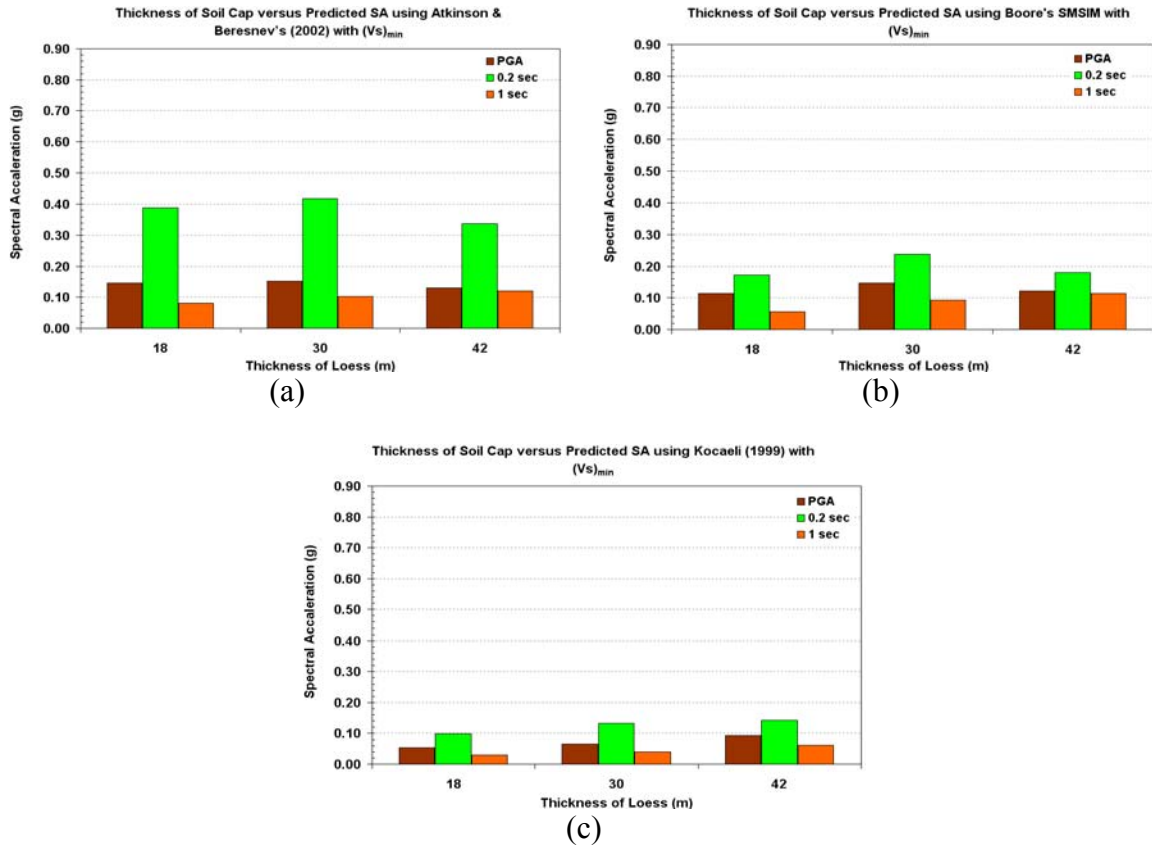 Thickness of Soil Cap versus Predicted SA using Atkinson &
Beresnev's (2002) with (Vs)min
Spectral Acceleration (g)
0.90
0.80
0.70
0.60
0.50
0.40
0.30
0.20
0.10
0.00
PGA
0.2 sec
1 sec
18
30
42
Thickness of Loess (m)
(a)
Thickness of Soil Cap versus Predicted SA using Boore's SMSIM with
(Vs)min
Spectral Acceleration (g)
0.90
0.80
0.70
0.60
0.50
0.40
0.30
0.20
0.10
0.00
PGA
0.2 sec
1 sec
18
30
42
Thickness of Loess (m)
(b)
Thickness of Soil Cap versus Predicted SA using Kocaeli (1999) with
(Vs)min
Spectral Acceleration (g)
0.90
0.80
0.70
0.60
0.50
0.40
0.30
0.20
0.10
0.00
PGA
0.2 sec
1 sec
18
30
42
Thickness of Loess (m)
(c)